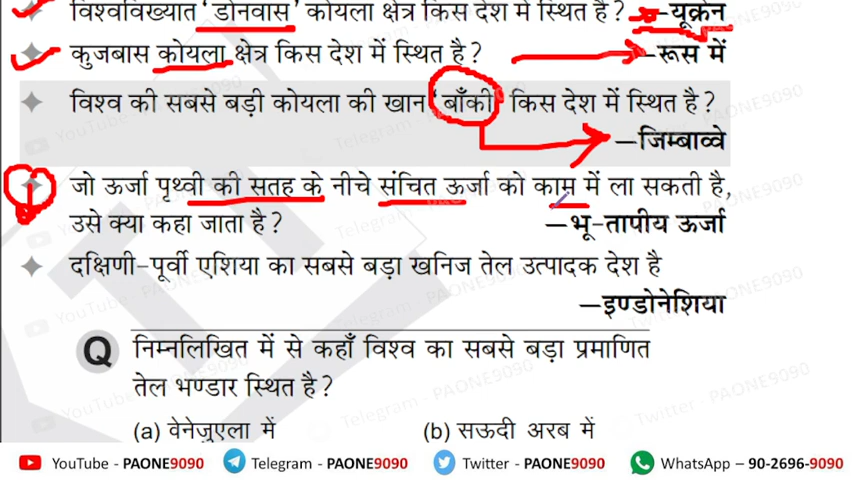 विश्वविख्यात 'डोनवास' कोयला क्षेत्र किस देश में स्थित है? –यूक्रेन
कुजबास कोयला क्षेत्र किस देश में स्थित है? –रूस में
विश्व की सबसे बड़ी कोयला की खान 'बाँकी' किस देश में स्थित है?
–जिम्बाव्वे
जो ऊर्जा पृथ्वी की सतह के नीचे संचित ऊर्जा को काम में ला सकती है,
उसे क्या कहा जाता है? –भू-तापीय ऊर्जा
दक्षिणी-पूर्वी एशिया का सबसे बड़ा खनिज तेल उत्पादक देश है
–इण्डोनेशिया
Q निम्नलिखित में से कहाँ विश्व का सबसे बड़ा प्रमाणित
तेल भण्डार स्थित है?
(a) वेनेजुएला में (b) सऊदी अरब में
YouTube - PAONE9090 Telegram - PAONE9090 Twitter - PAONE9090 WhatsApp – 90-2696-9090